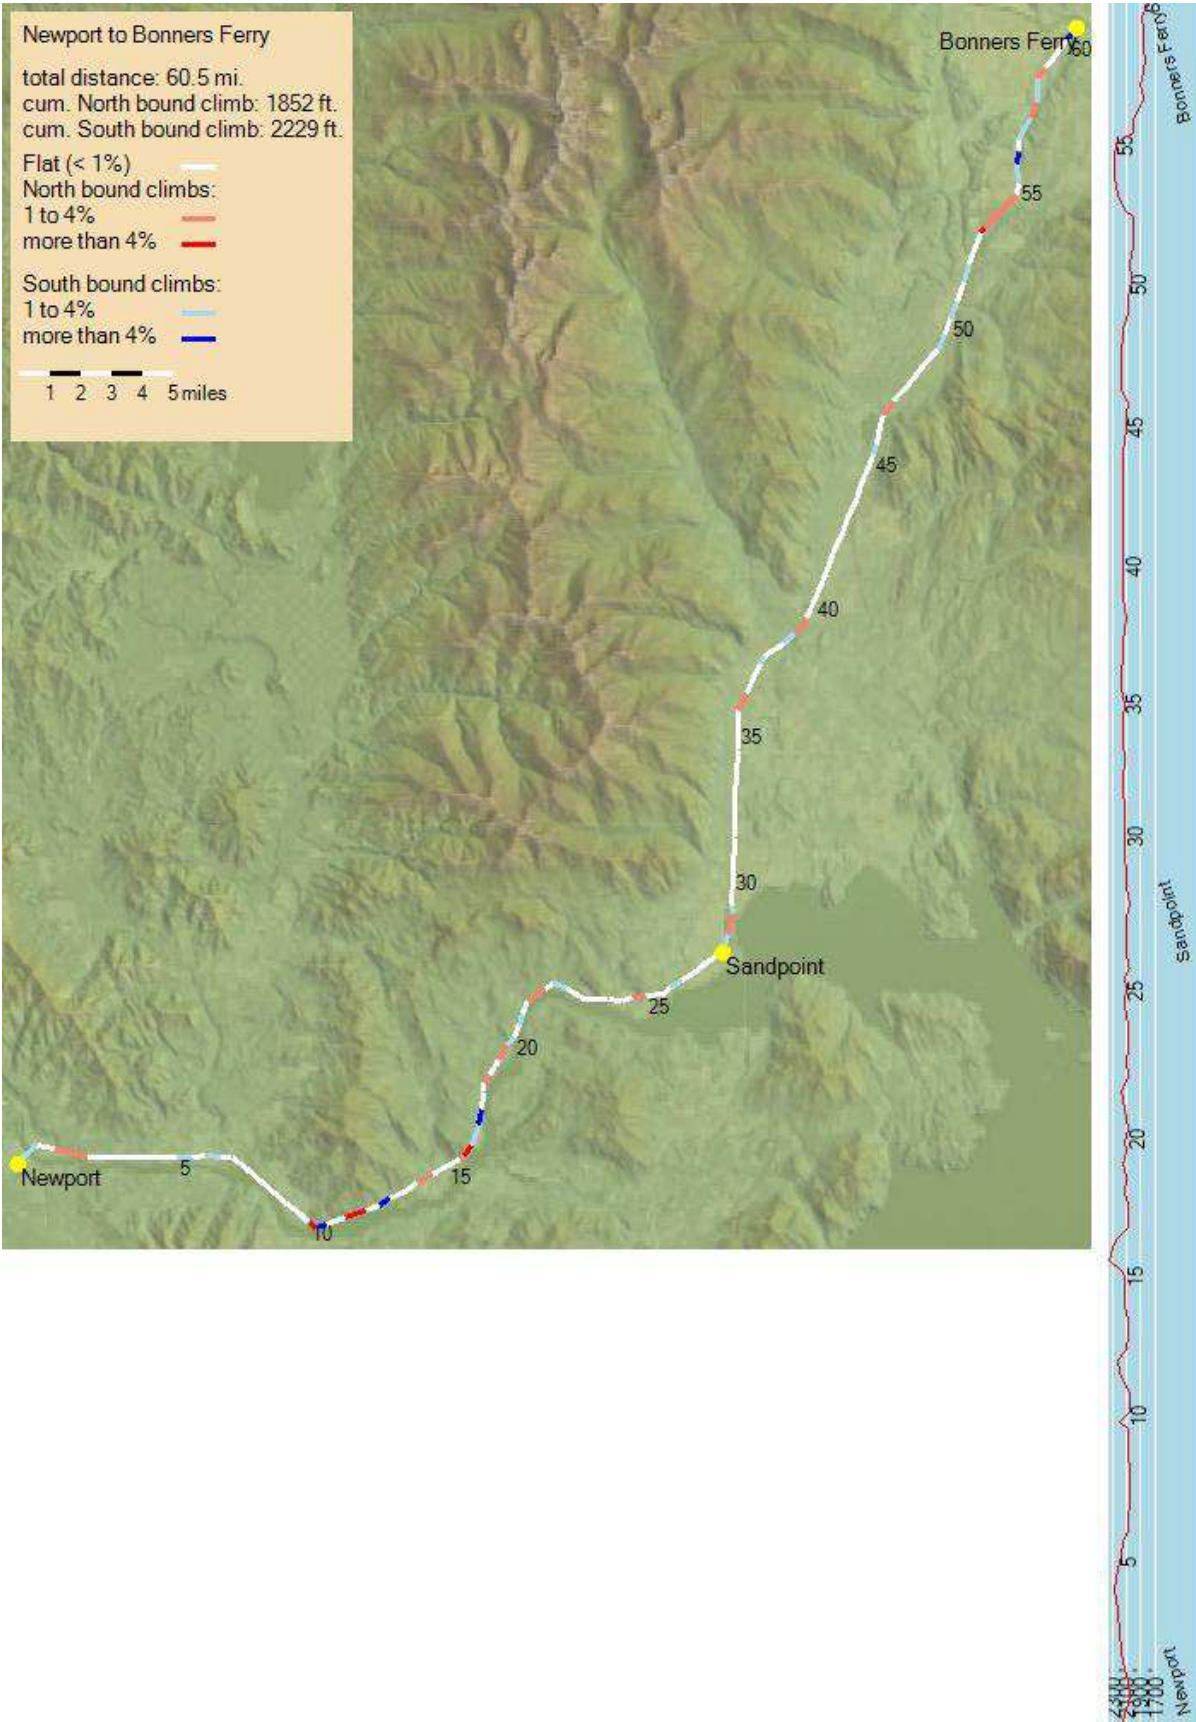 Newport to Bonners Ferry
total distance: 60.5 mi.
cum. North bound climb: 1852 ft.
cum. South bound climb: 2229 ft.
Flat (< 1%)
North bound climbs:
1 to 4%
more than 4%
South bound climbs:
1 to 4%
more than 4%
1 2 3 4 5 miles
Bonners Ferry
60
55
50
45
40
35
30
Sandpoint
25
20
15
10
5
Newport
Bonners Ferry
55
50
45
40
35
30
Sandpoint
25
20
15
10
5
Newport
2300'
1700'